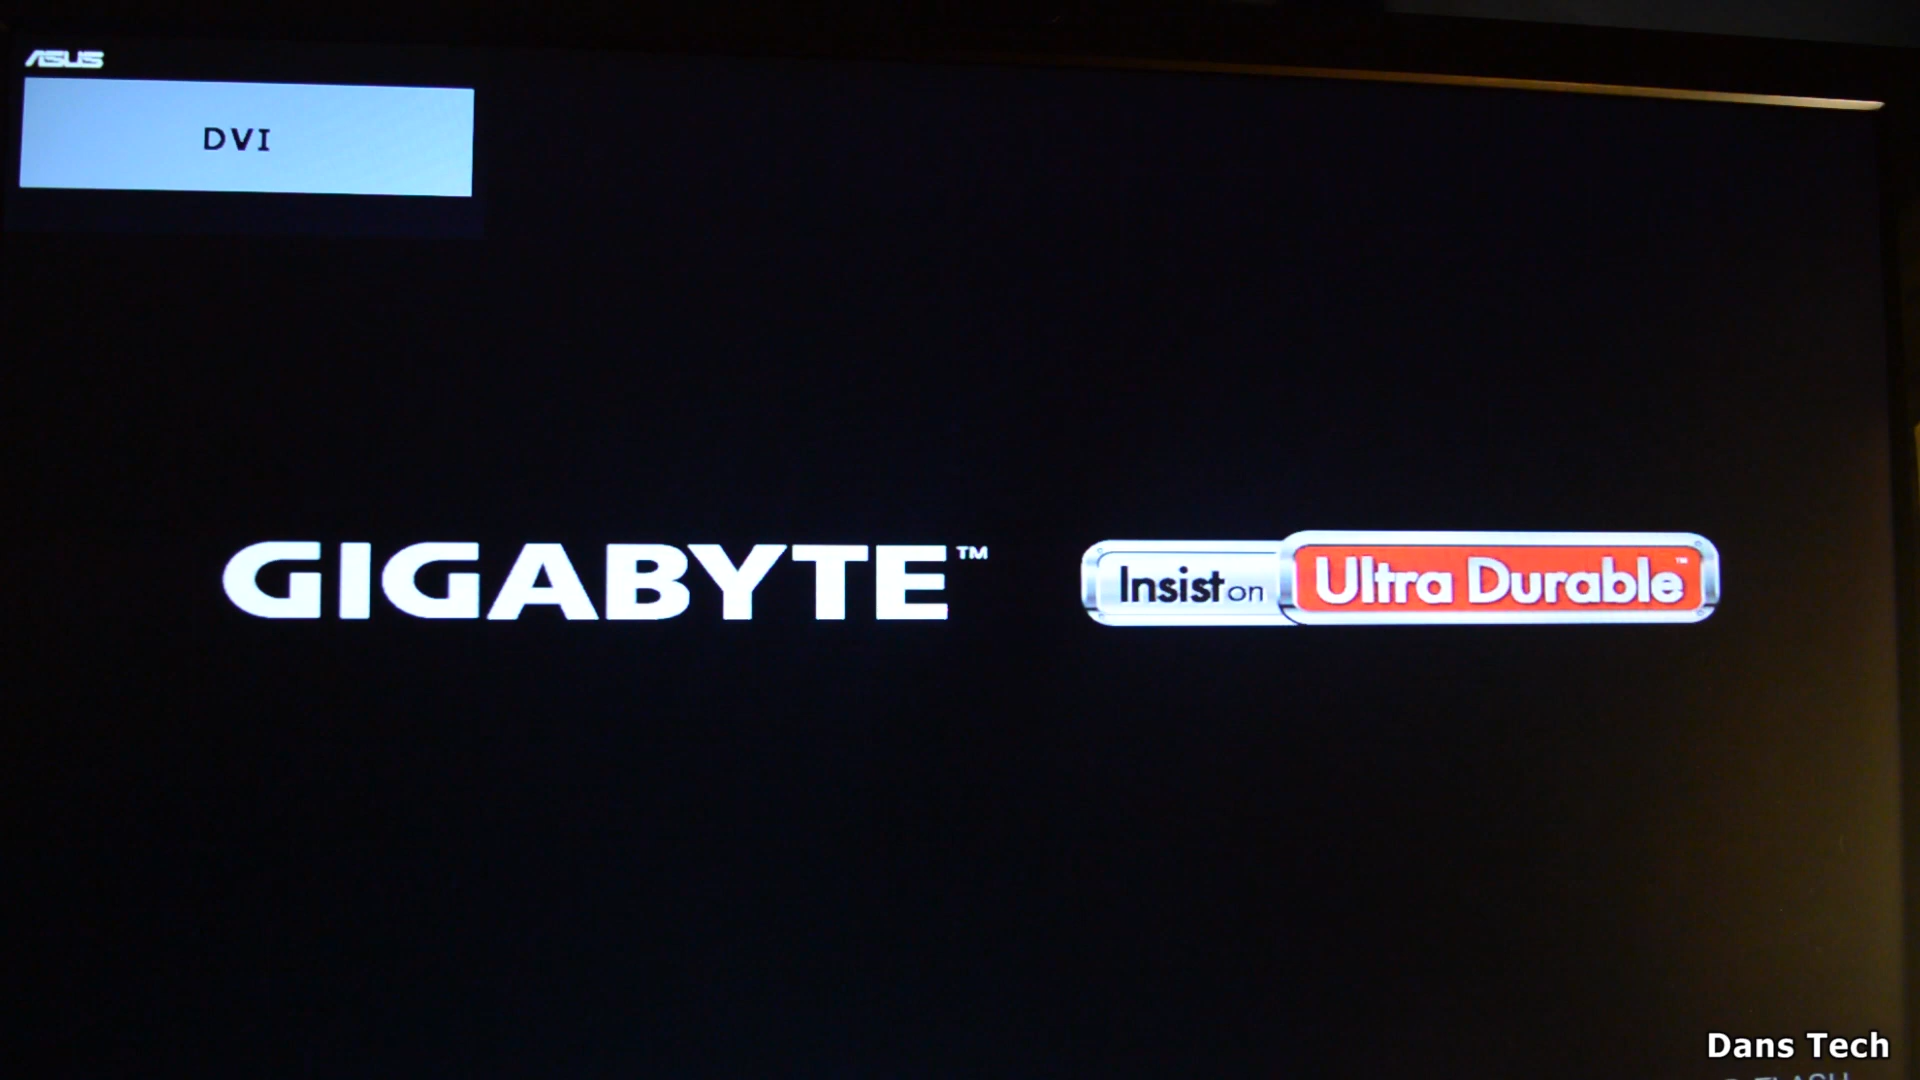 ASUS
DVI
GIGABYTE™
Insist on Ultra Durable™
Dans Tech